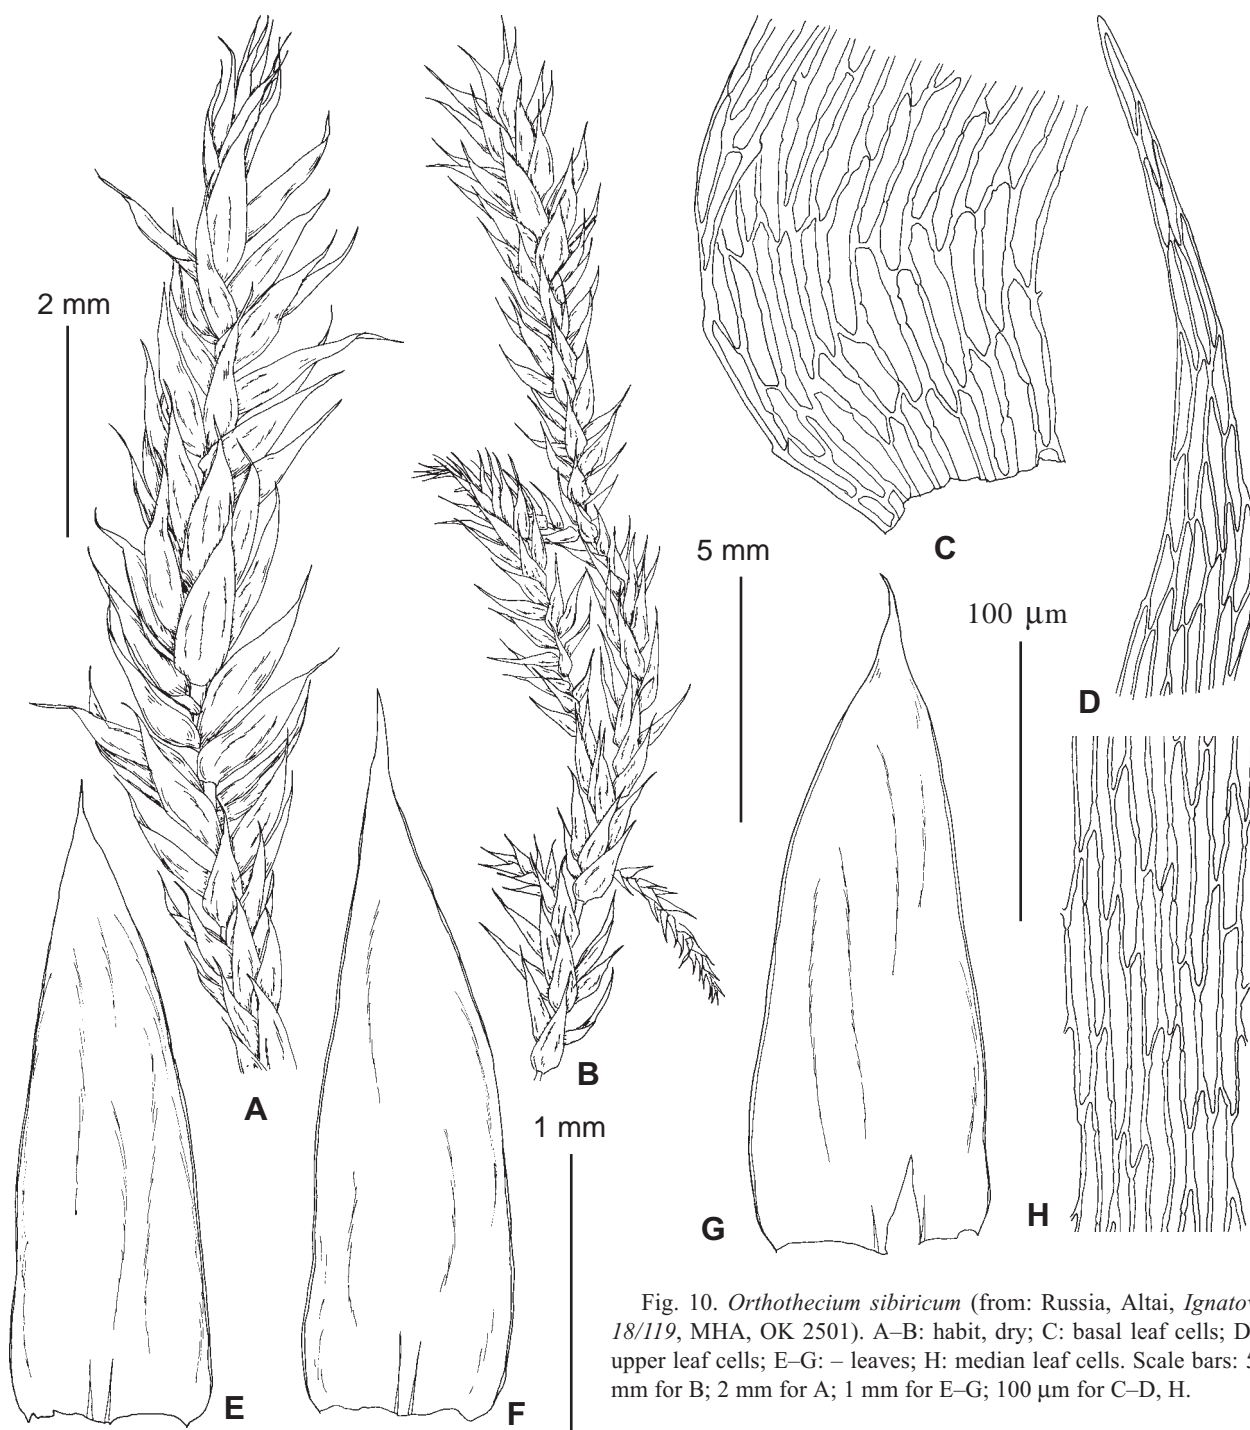 2 mm
5 mm
C
100 μm
D
A
B
1 mm
E
F
G
H
Fig. 10. Orthothecium sibiricum (from: Russia, Altai, Ignatov
18/119, MHA, OK 2501). A–B: habit, dry; C: basal leaf cells; D
upper leaf cells; E–G: – leaves; H: median leaf cells. Scale bars: 5
mm for B; 2 mm for A; 1 mm for E–G; 100 μm for C–D, H.